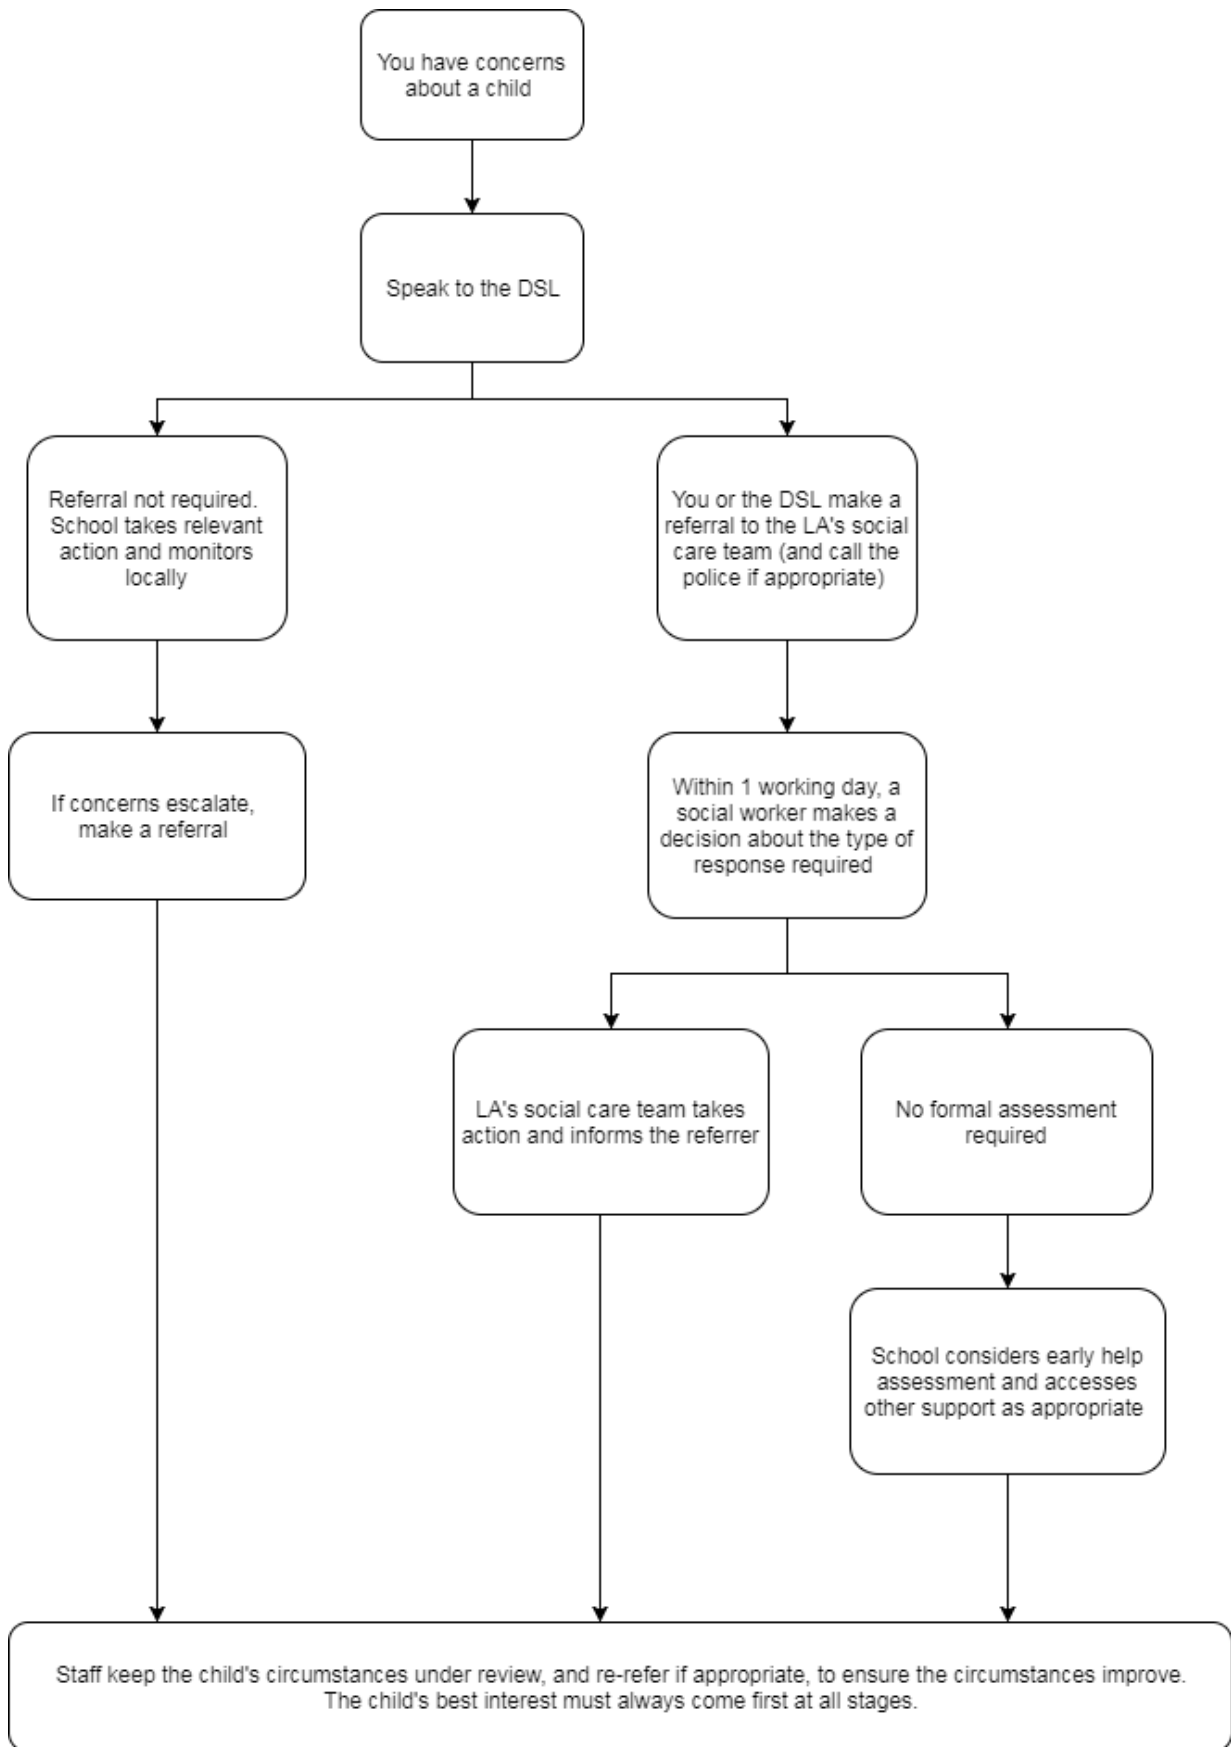 You have concerns
about a child
Speak to the DSL
Referral not required.
School takes relevant
action and monitors
locally
You or the DSL make a
referral to the LA's social
care team (and call the
police if appropriate)
If concerns escalate,
make a referral
Within 1 working day, a
social worker makes a
decision about the type of
response required
LA's social care team takes
action and informs the referrer
No formal assessment
required
School considers early help
assessment and accesses
other support as appropriate
Staff keep the child's circumstances under review, and re-refer if appropriate, to ensure the circumstances improve.
The child's best interest must always come first at all stages.